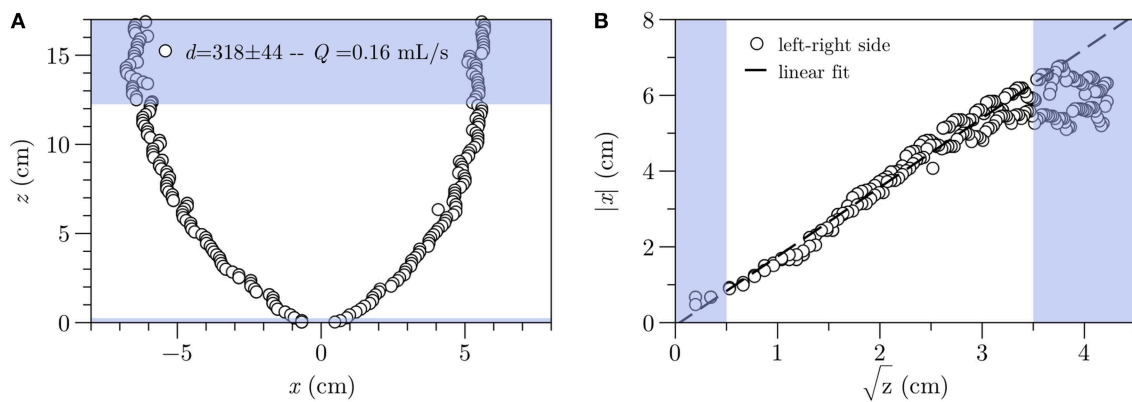 A
15
10
5
0
z (cm)
d=318±44 -- Q =0.16 mL/s
−5
0
5
x (cm)
B
8
6
4
2
0
|x| (cm)
left-right side
linear fit
0
1
2
3
4
√z (cm)